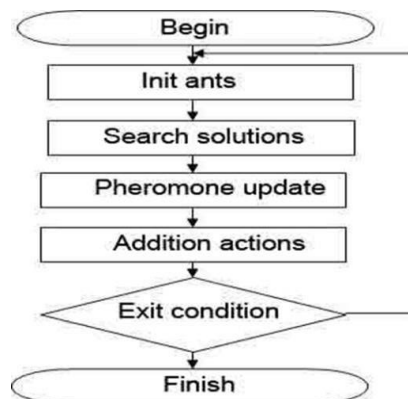 Begin
Init ants
Search solutions
Pheromone update
Addition actions
Exit condition
Finish